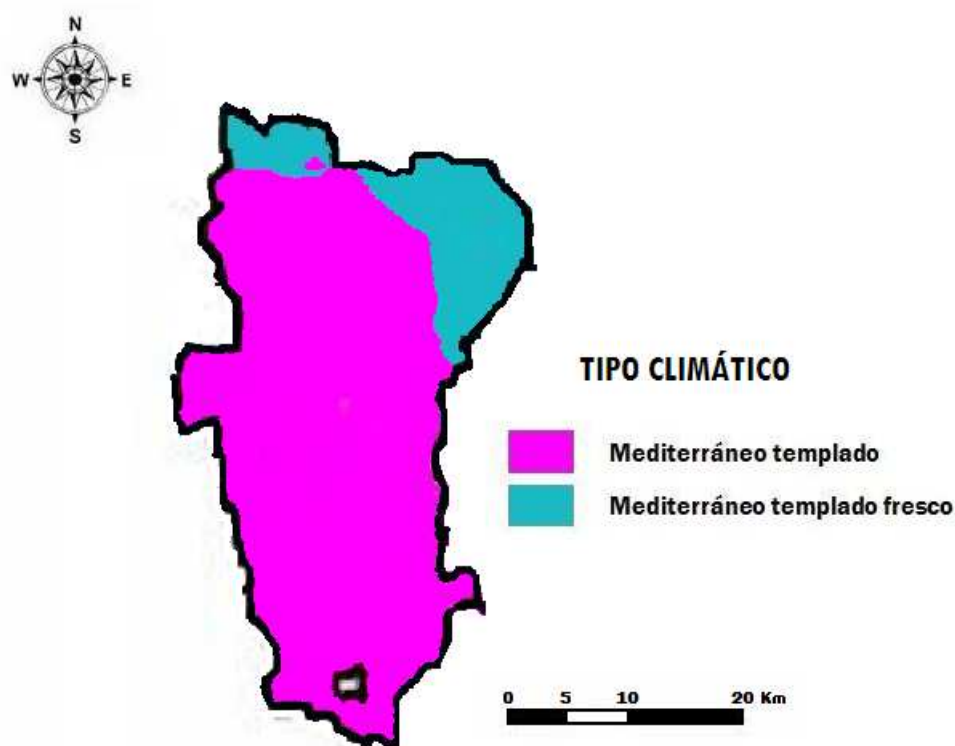 N
W E
S
TIPO CLIMÁTICO
Mediterráneo templado
Mediterráneo templado fresco
0 5 10 20 Km